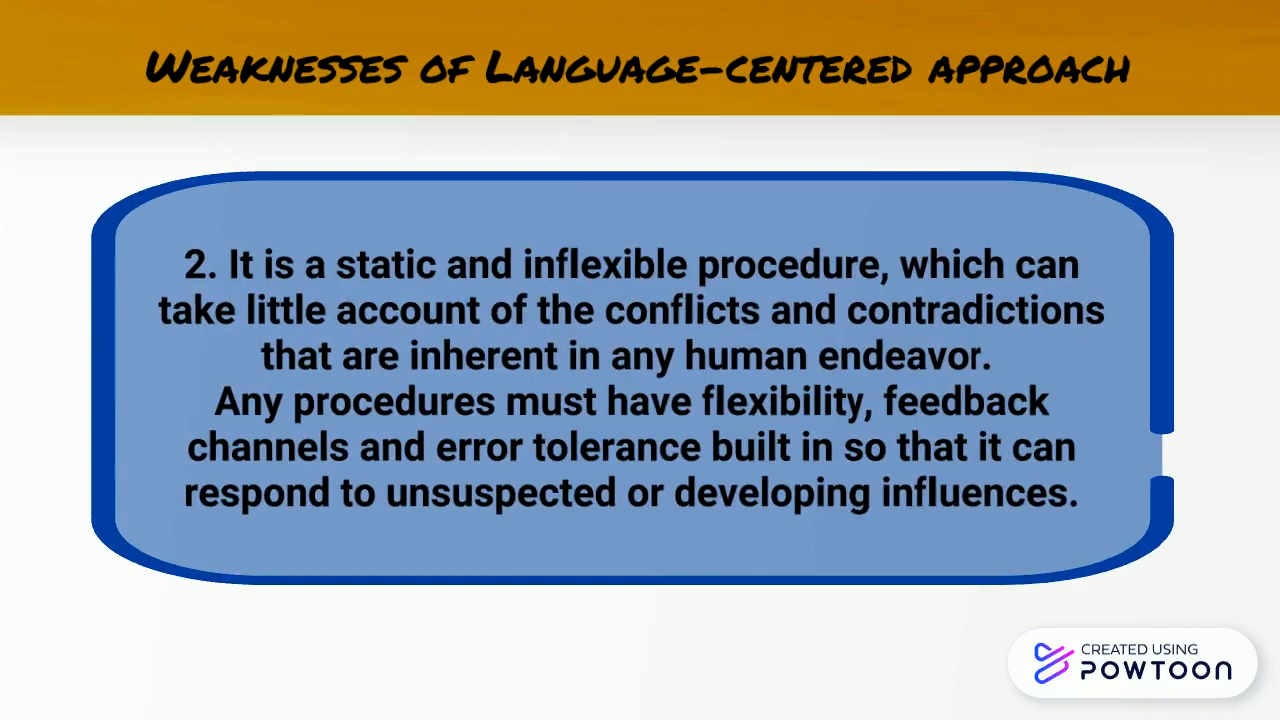 Weaknesses of Language-centered approach
2. It is a static and inflexible procedure, which can
take little account of the conflicts and contradictions
that are inherent in any human endeavor.
Any procedures must have flexibility, feedback
channels and error tolerance built in so that it can
respond to unsuspected or developing influences.
CREATED USING
POWTOON